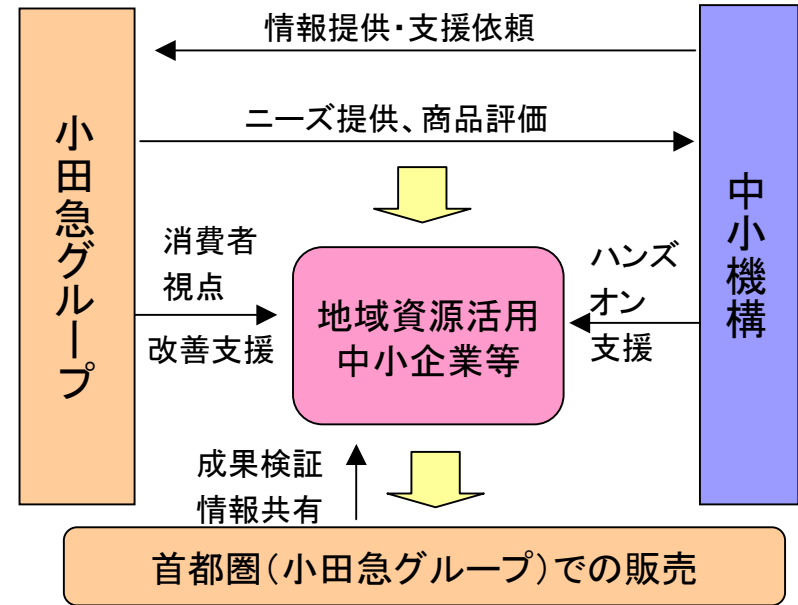 情報提供・支援依頼
ニーズ提供、商品評価
小田急グループ
中小機構
消費者
視点
改善支援
地域資源活用
中小企業等
ハンズ
オン
支援
成果検証
情報共有
首都圏(小田急グループ)での販売